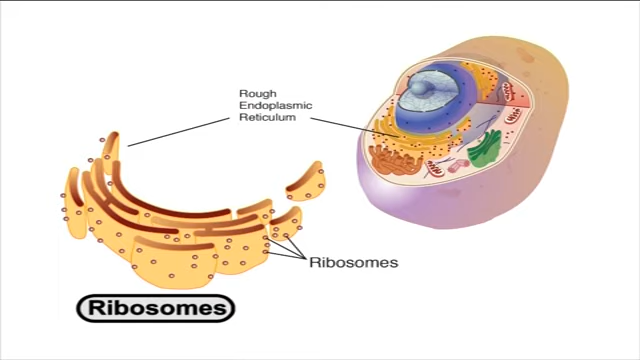 Rough
Endoplasmic
Reticulum
Ribosomes
Ribosomes